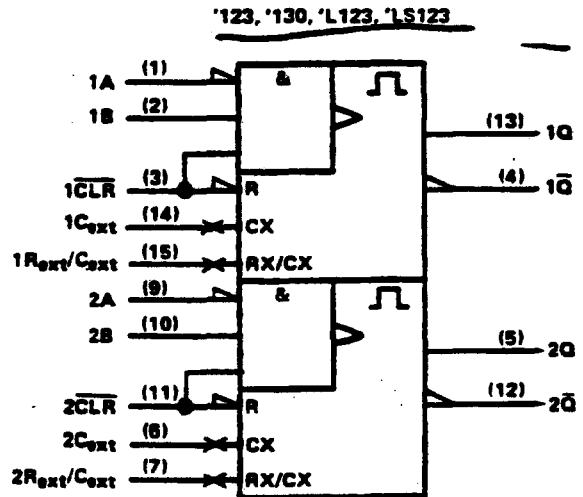 '123, '130, 'L123, 'LS123
1A (1) &
1B (2)
(13) 1Q
1C̅L̅R̅ (3) R (4) 1Q̅
1Cext (14) CX
1Rext/Cext (15) RX/CX
2A (9) &
2B (10)
(5) 2Q
2C̅L̅R̅ (11) R (12) 2Q̅
2Cext (6) CX
2Rext/Cext (7) RX/CX